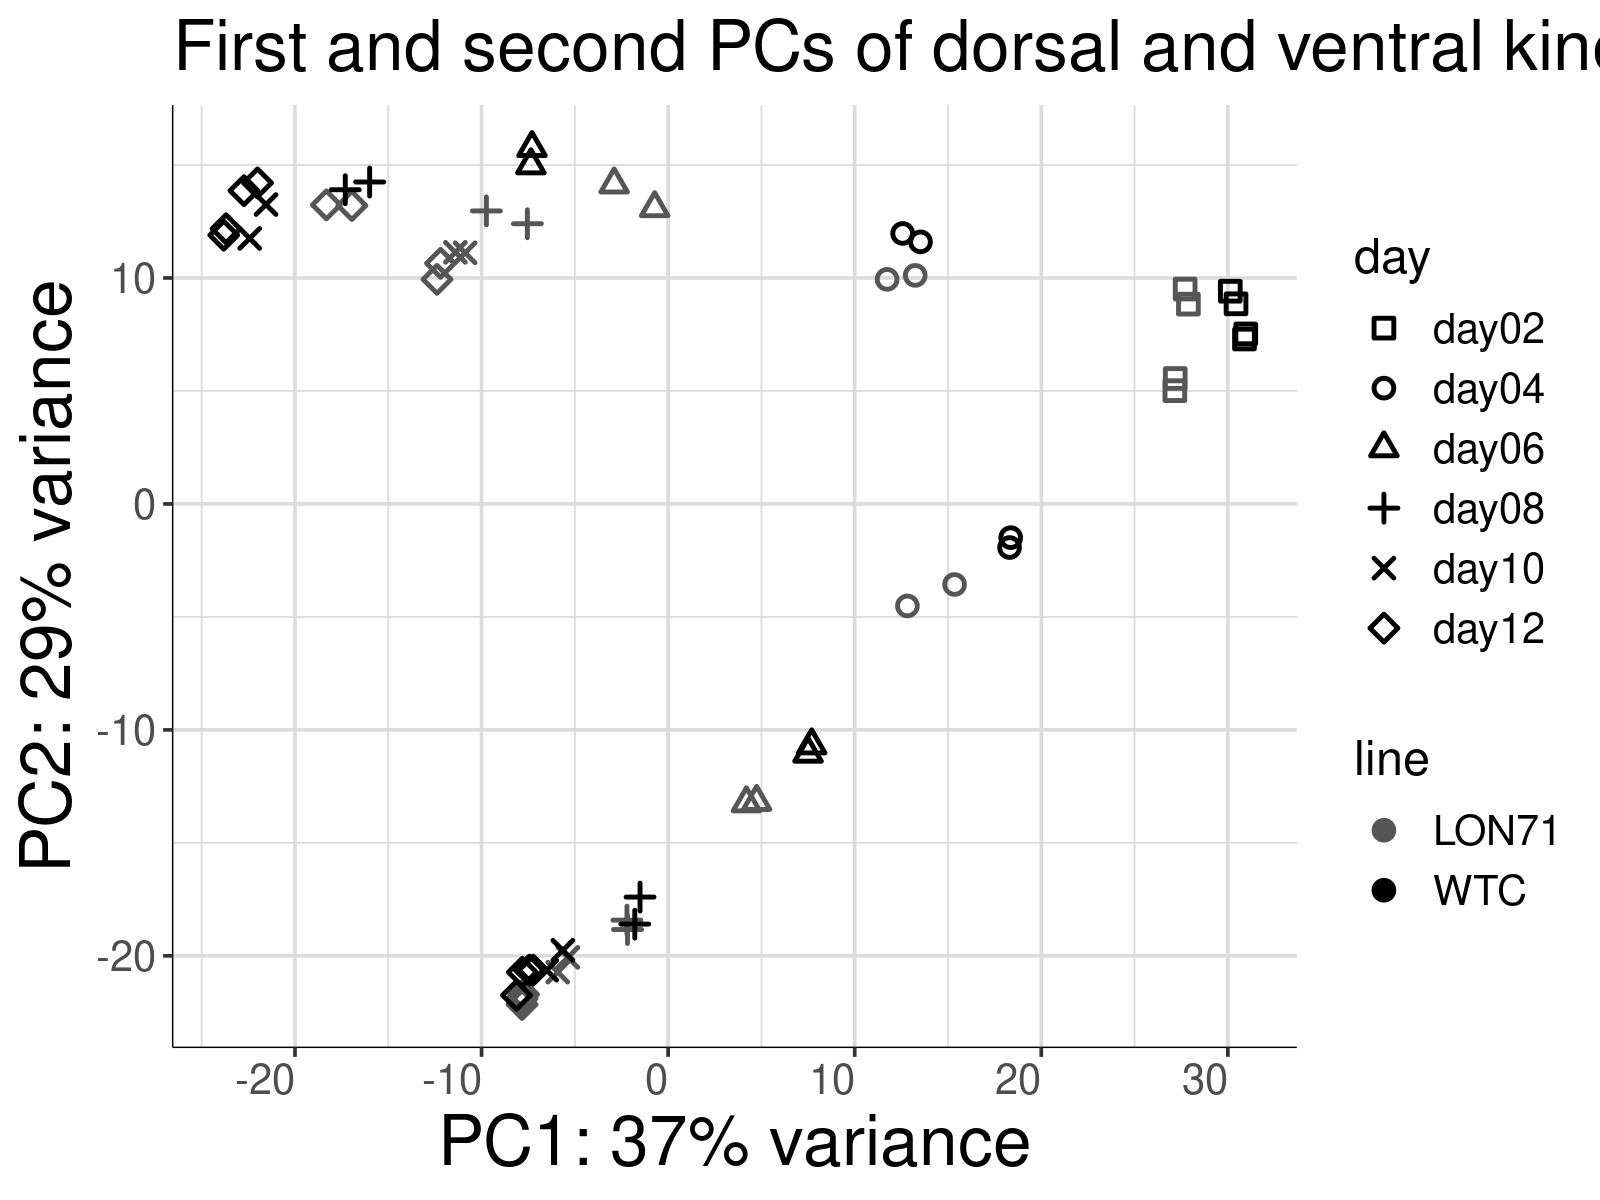 First and second PCs of dorsal and ventral
PC2: 29% variance
10
0
-10
-20
-20
-10
0
10
20
30
PC1: 37% variance
day
day02
day04
day06
day08
day10
day12
line
LON71
WTC